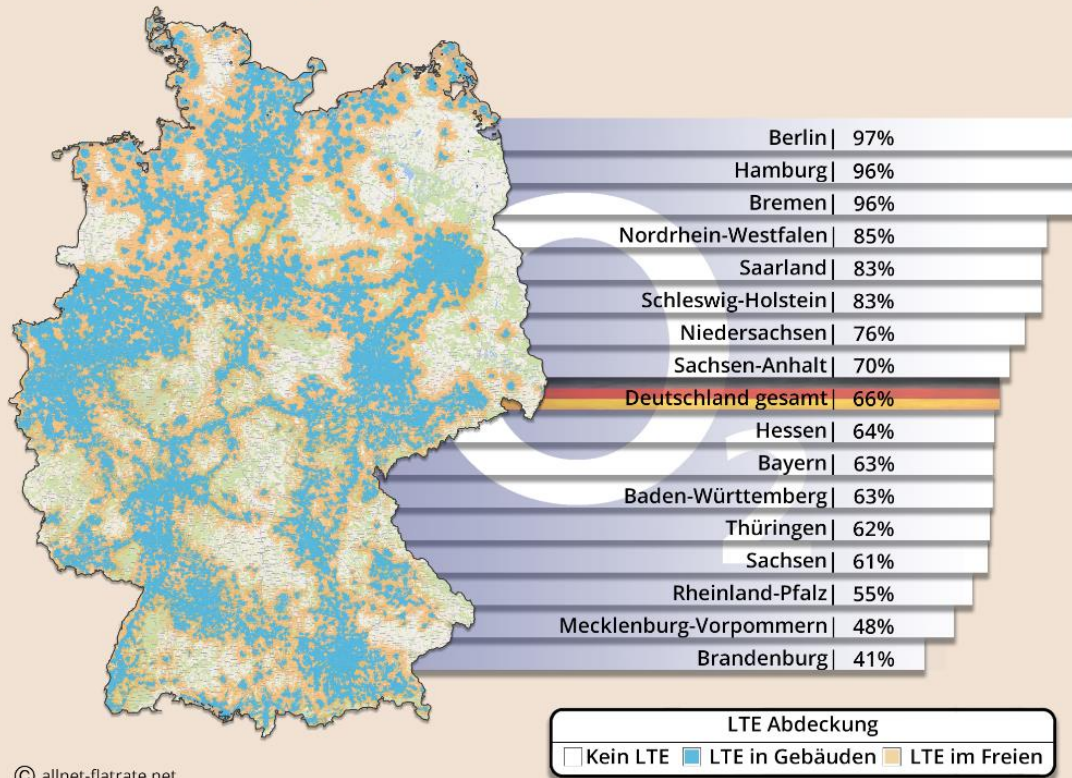 Berlin| 97%
Hamburg| 96%
Bremen| 96%
Nordrhein-Westfalen| 85%
Saarland| 83%
Schleswig-Holstein| 83%
Niedersachsen| 76%
Sachsen-Anhalt| 70%
Deutschland gesamt| 66%
Hessen| 64%
Bayern| 63%
Baden-Württemberg| 63%
Thüringen| 62%
Sachsen| 61%
Rheinland-Pfalz| 55%
Mecklenburg-Vorpommern| 48%
Brandenburg| 41%
O2
LTE Abdeckung
Kein LTE LTE in Gebäuden LTE im Freien
© allnet-flatrate.net